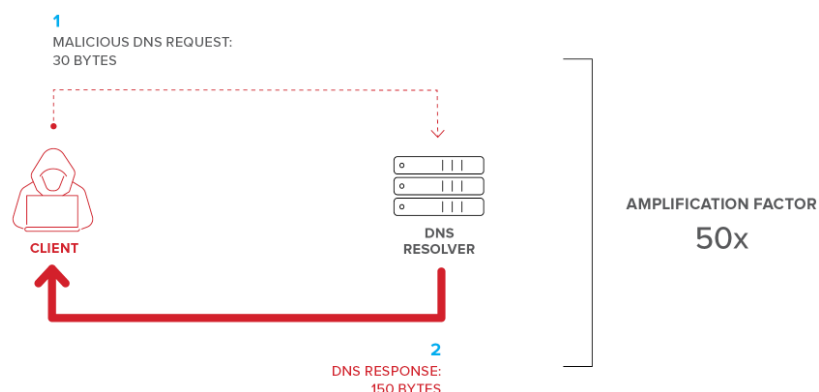 1
MALICIOUS DNS REQUEST:
30 BYTES
CLIENT
DNS
RESOLVER
AMPLIFICATION FACTOR
50x
2
DNS RESPONSE:
150 BYTES